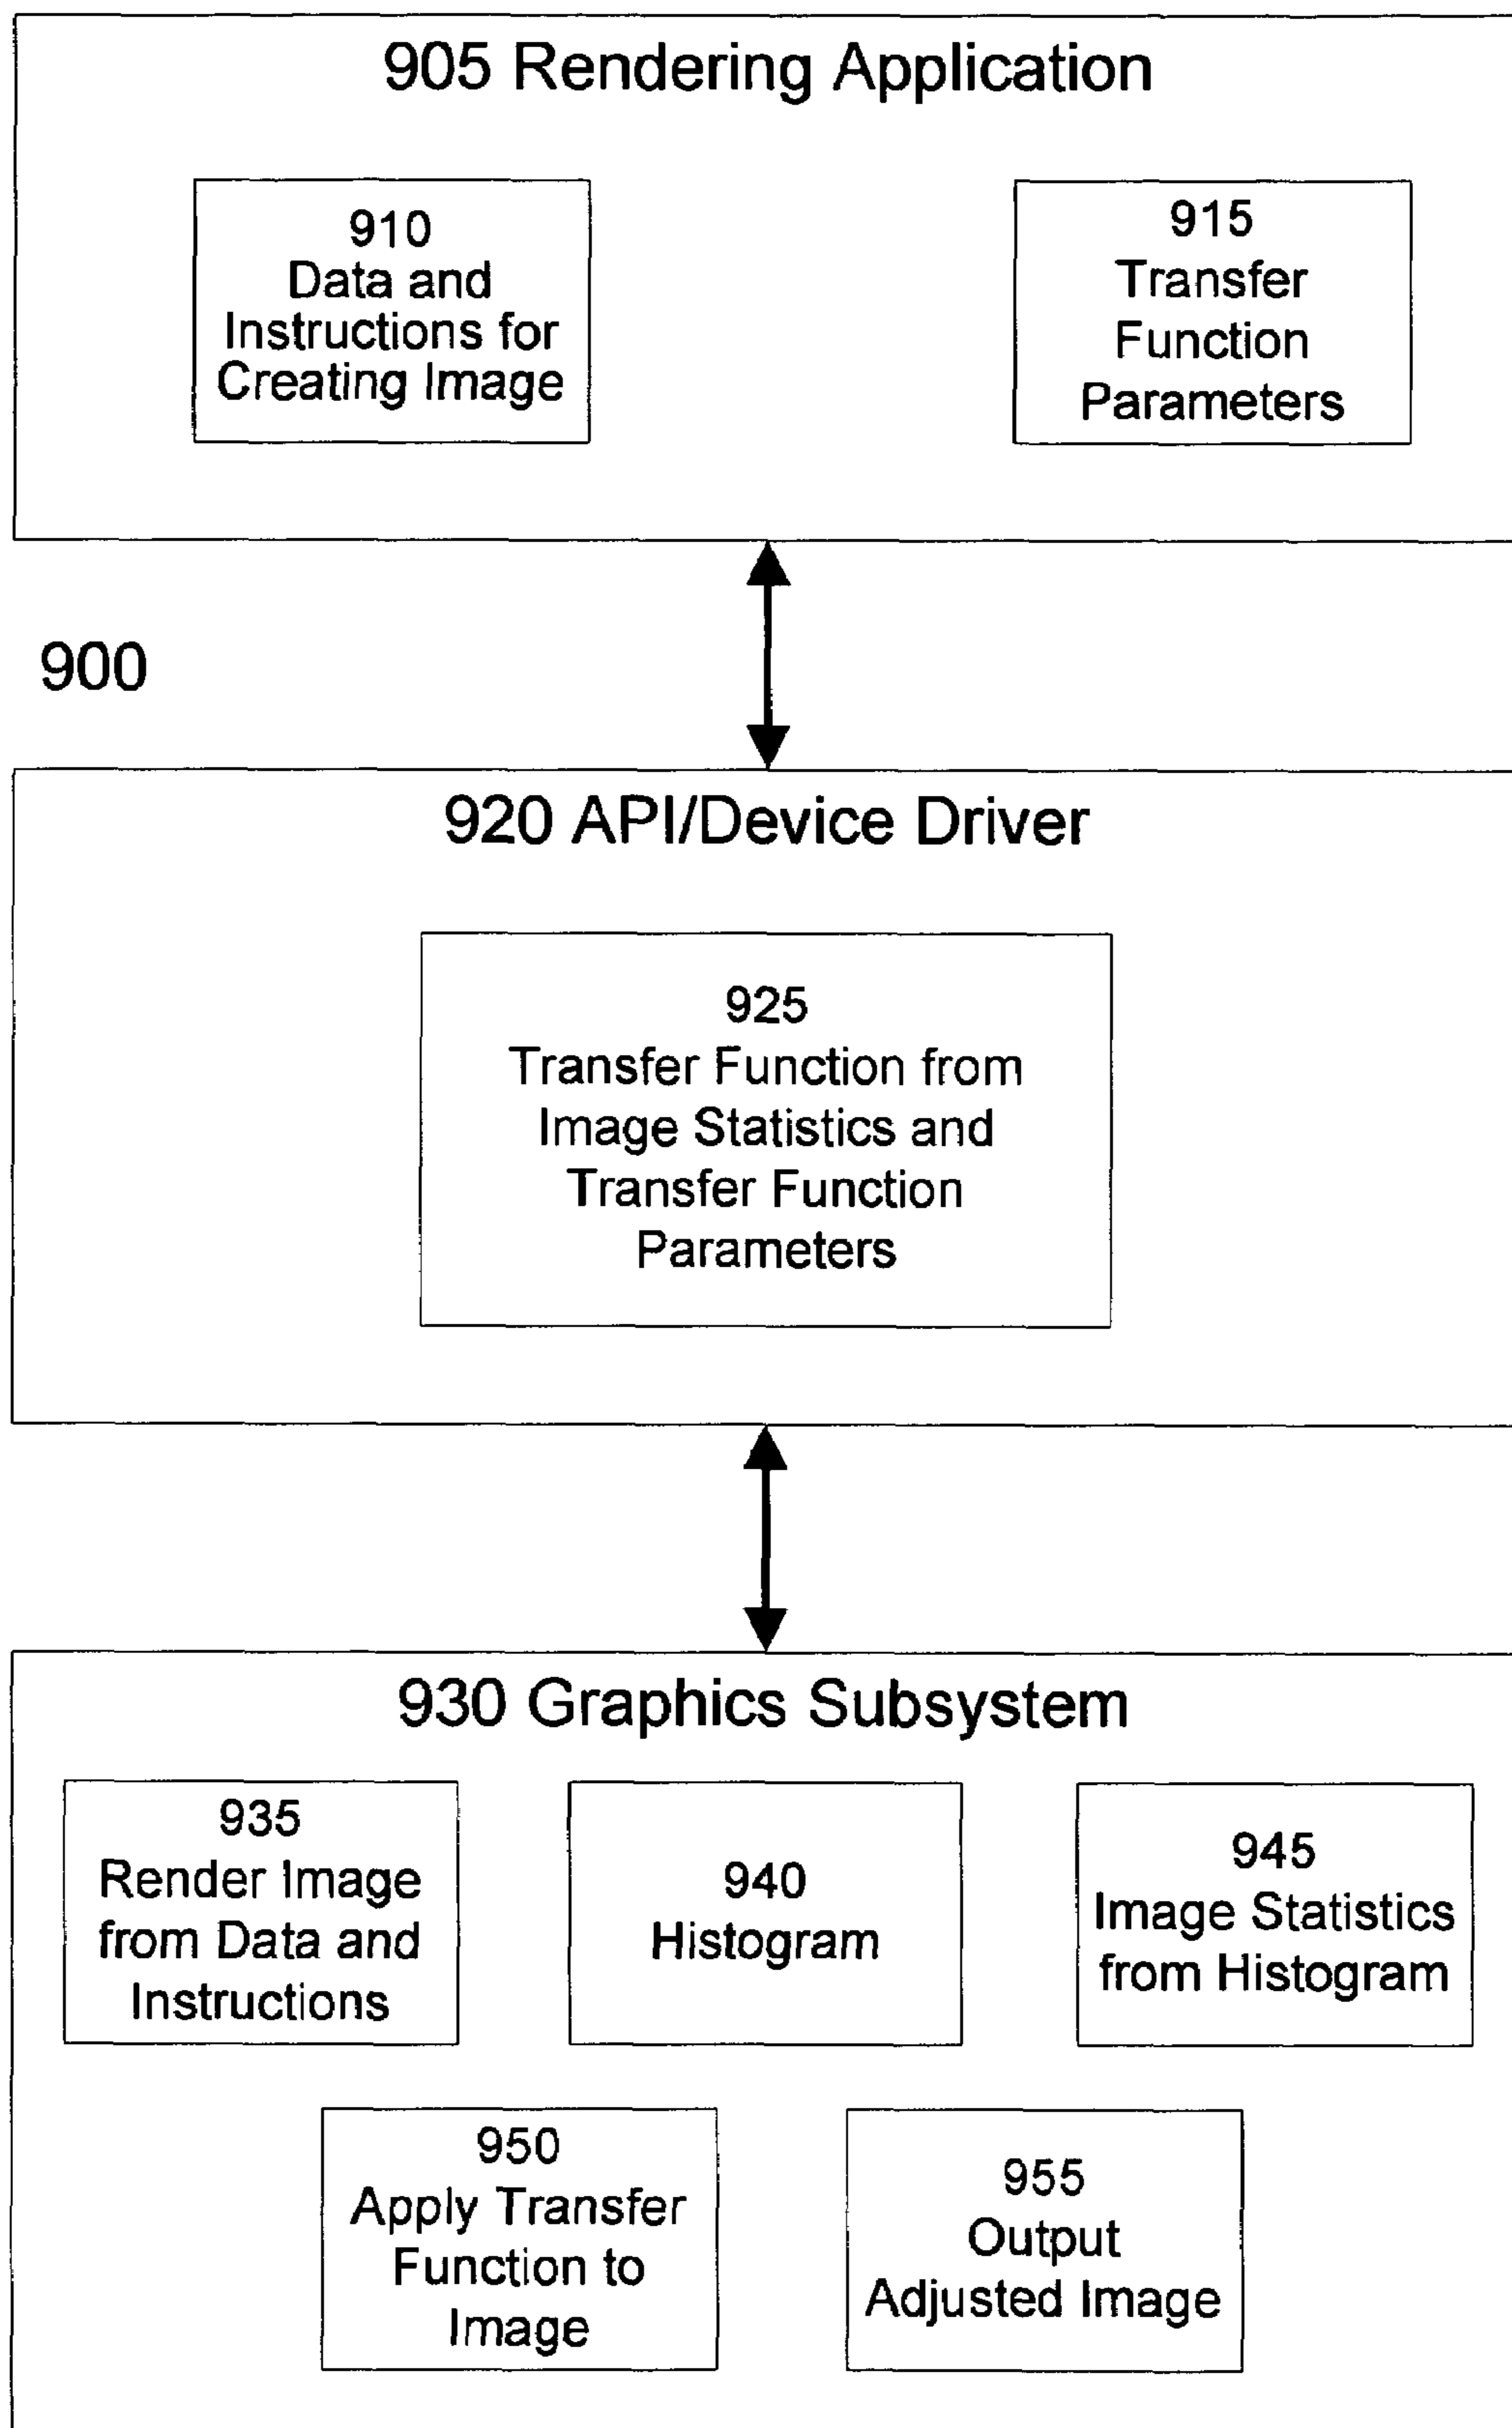 905 Rendering Application
910
Data and
Instructions for
Creating Image
915
Transfer
Function
Parameters
900
920 API/Device Driver
925
Transfer Function from
Image Statistics and
Transfer Function
Parameters
930 Graphics Subsystem
935
Render Image
from Data and
Instructions
940
Histogram
945
Image Statistics
from Histogram
950
Apply Transfer
Function to
Image
955
Output
Adjusted Image